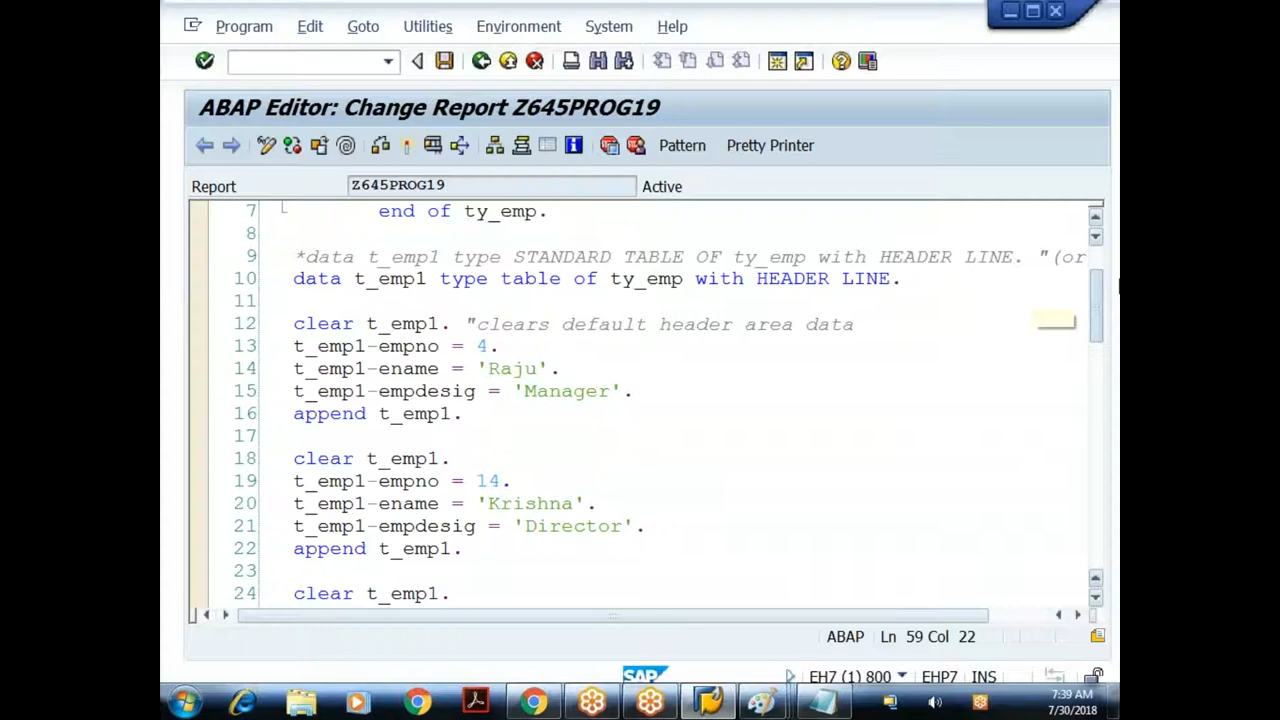 Program Edit Goto Utilities Environment System Help
ABAP Editor: Change Report Z645PROG19
Pattern Pretty Printer
Report Z645PROG19 Active
7 end of ty_emp.
8
9 *data t_emp1 type STANDARD TABLE OF ty_emp with HEADER LINE. "(or
10 data t_emp1 type table of ty_emp with HEADER LINE.
11
12 clear t_emp1. "clears default header area data
13 t_emp1-empno = 4.
14 t_emp1-ename = 'Raju'.
15 t_emp1-empdesig = 'Manager'.
16 append t_emp1.
17
18 clear t_emp1.
19 t_emp1-empno = 14.
20 t_emp1-ename = 'Krishna'.
21 t_emp1-empdesig = 'Director'.
22 append t_emp1.
23
24 clear t_emp1.
ABAP Ln 59 Col 22
SAP EH7 (1) 800 EHP7 INS
7:39 AM
7/30/2018